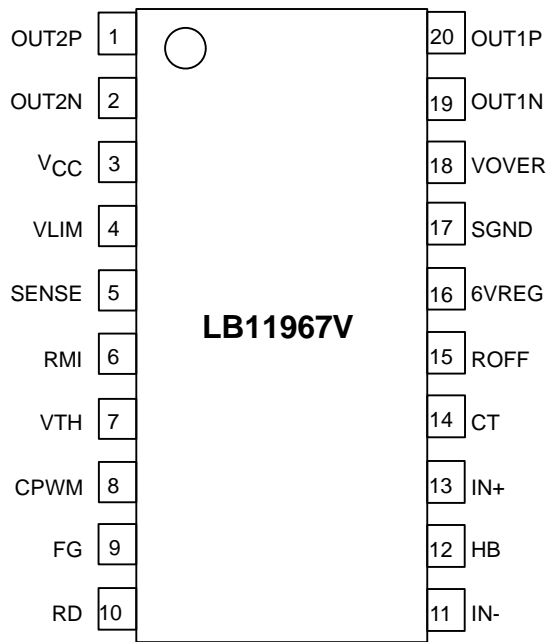 OUT2P 1 20 OUT1P
OUT2N 2 19 OUT1N
VCC 3 18 VOVER
VLIM 4 17 SGND
SENSE 5 16 6VREG
LB11967V
RMI 6 15 ROFF
VTH 7 14 CT
CPWM 8 13 IN+
FG 9 12 HB
RD 10 11 IN-